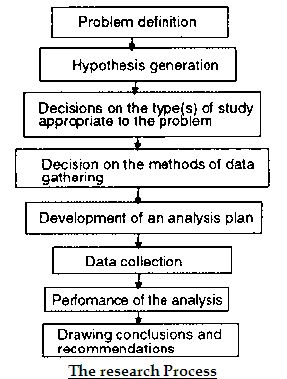 Problem definition
Hypothesis generation
Decisions on the type(s) of study
appropriate to the problem
Decision on the methods of data
gathering
Development of an analysis plan
Data collection
Perfomance of the analysis
Drawing conclusions and
recommendations
The research Process